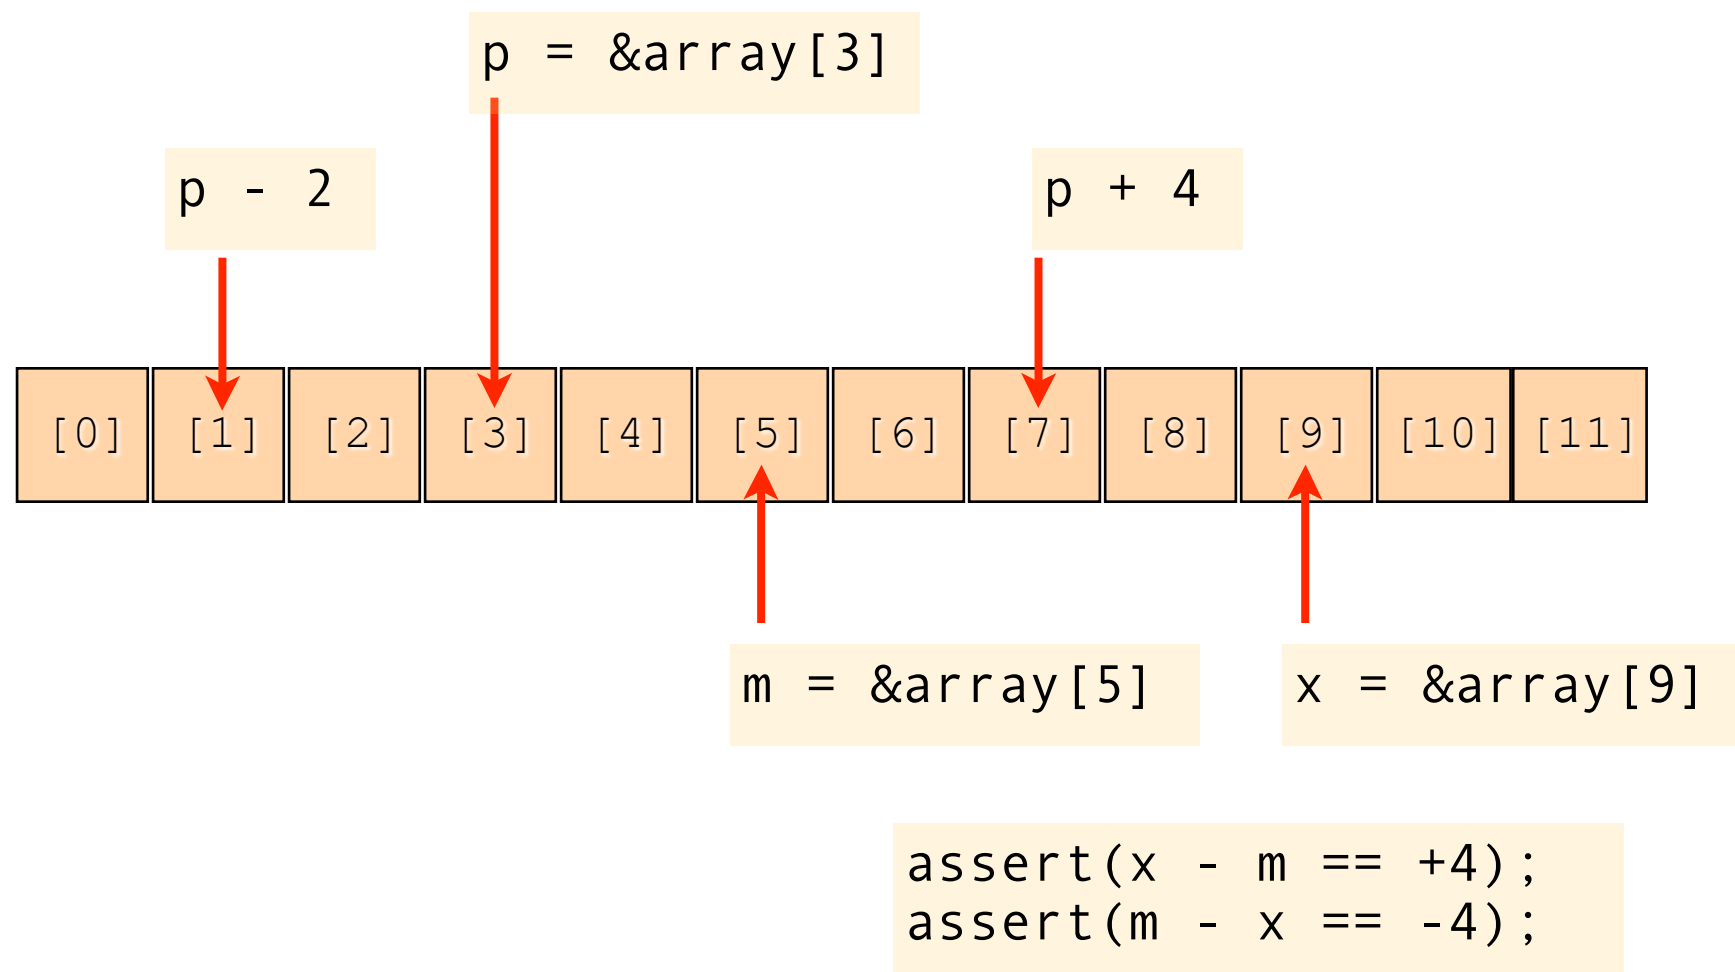 p = &array[3]
p - 2
p + 4
[0] [1] [2] [3] [4] [5] [6] [7] [8] [9] [10] [11]
m = &array[5]
x = &array[9]
assert(x - m == +4);
assert(m - x == -4);